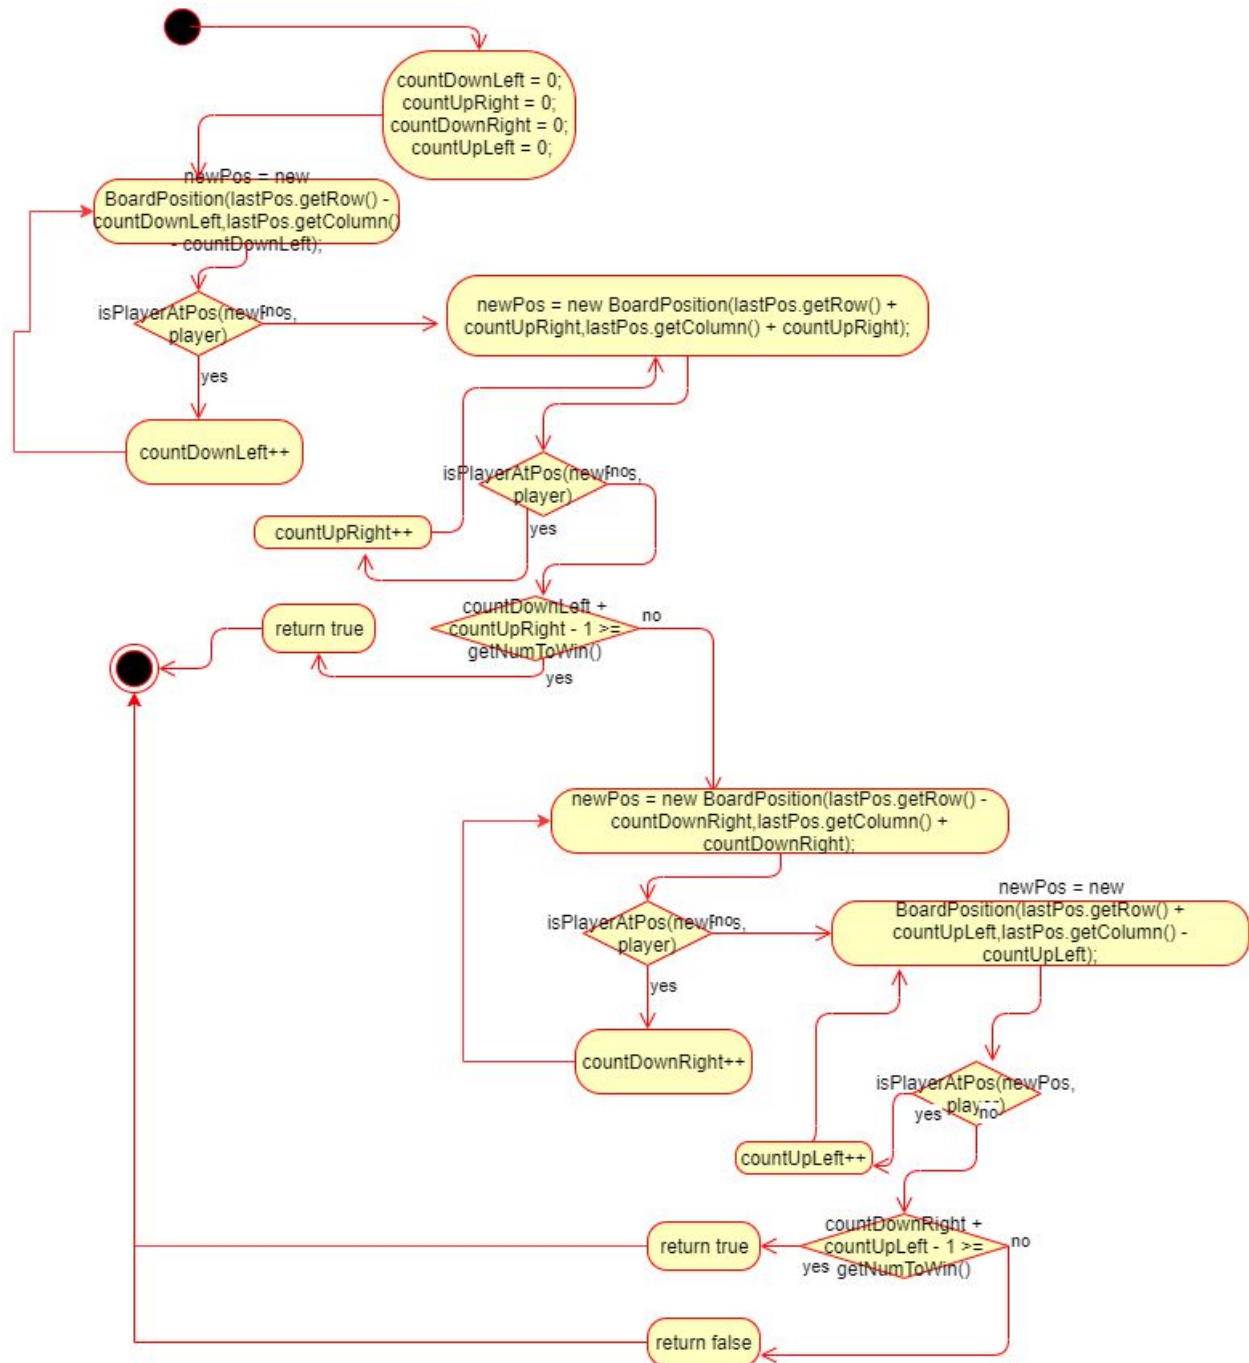 countDownLeft = 0;
countUpRight = 0;
countDownRight = 0;
countUpLeft = 0;
newPos = new
BoardPosition(lastPos.getRow() -
countDownLeft,lastPos.getColumn()
- countDownLeft);
isPlayerAtPos(newPos,
player)
no
yes
countDownLeft++
newPos = new BoardPosition(lastPos.getRow() +
countUpRight,lastPos.getColumn() + countUpRight);
isPlayerAtPos(newPos,
player)
no
yes
countUpRight++
countDownLeft +
countUpRight - 1 >=
getNumToWin()
no
yes
return true
newPos = new BoardPosition(lastPos.getRow() -
countDownRight,lastPos.getColumn() +
countDownRight);
isPlayerAtPos(newPos,
player)
no
yes
countDownRight++
newPos = new
BoardPosition(lastPos.getRow() +
countUpLeft,lastPos.getColumn() -
countUpLeft);
isPlayerAtPos(newPos,
player)
yes
no
countUpLeft++
countDownRight +
countUpLeft - 1 >=
getNumToWin()
no
yes
return true
return false